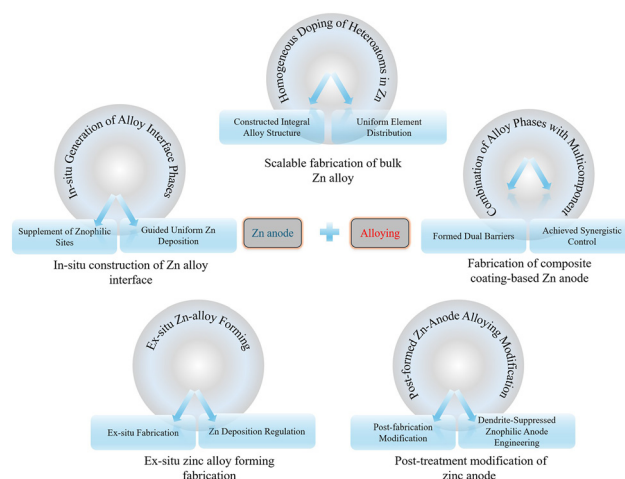 Homogeneous Doping of Heteroatoms in Zn
Constructed Integral
Alloy Structure
Uniform Element
Distribution
Scalable fabrication of bulk
Zn alloy
In-situ Generation of Alloy Interface Phases
Supplement of Znophilic
Sites
Guided Uniform Zn
Deposition
In-situ construction of Zn alloy
interface
Zn anode
Alloying
Combination of Alloy Phases with Multicomponent
Formed Dual Barriers
Achieved Synergistic
Control
Fabrication of composite
coating-based Zn anode
Ex-situ Zn-alloy Forming
Ex-situ Fabrication
Zn Deposition Regulation
Ex-situ zinc alloy forming
fabrication
Post-formed Zn-Anode Alloying Modification
Post-fabrication
Modification
Dendrite-Suppressed
Znophilic Anode
Engineering
Post-treatment modification of
zinc anode